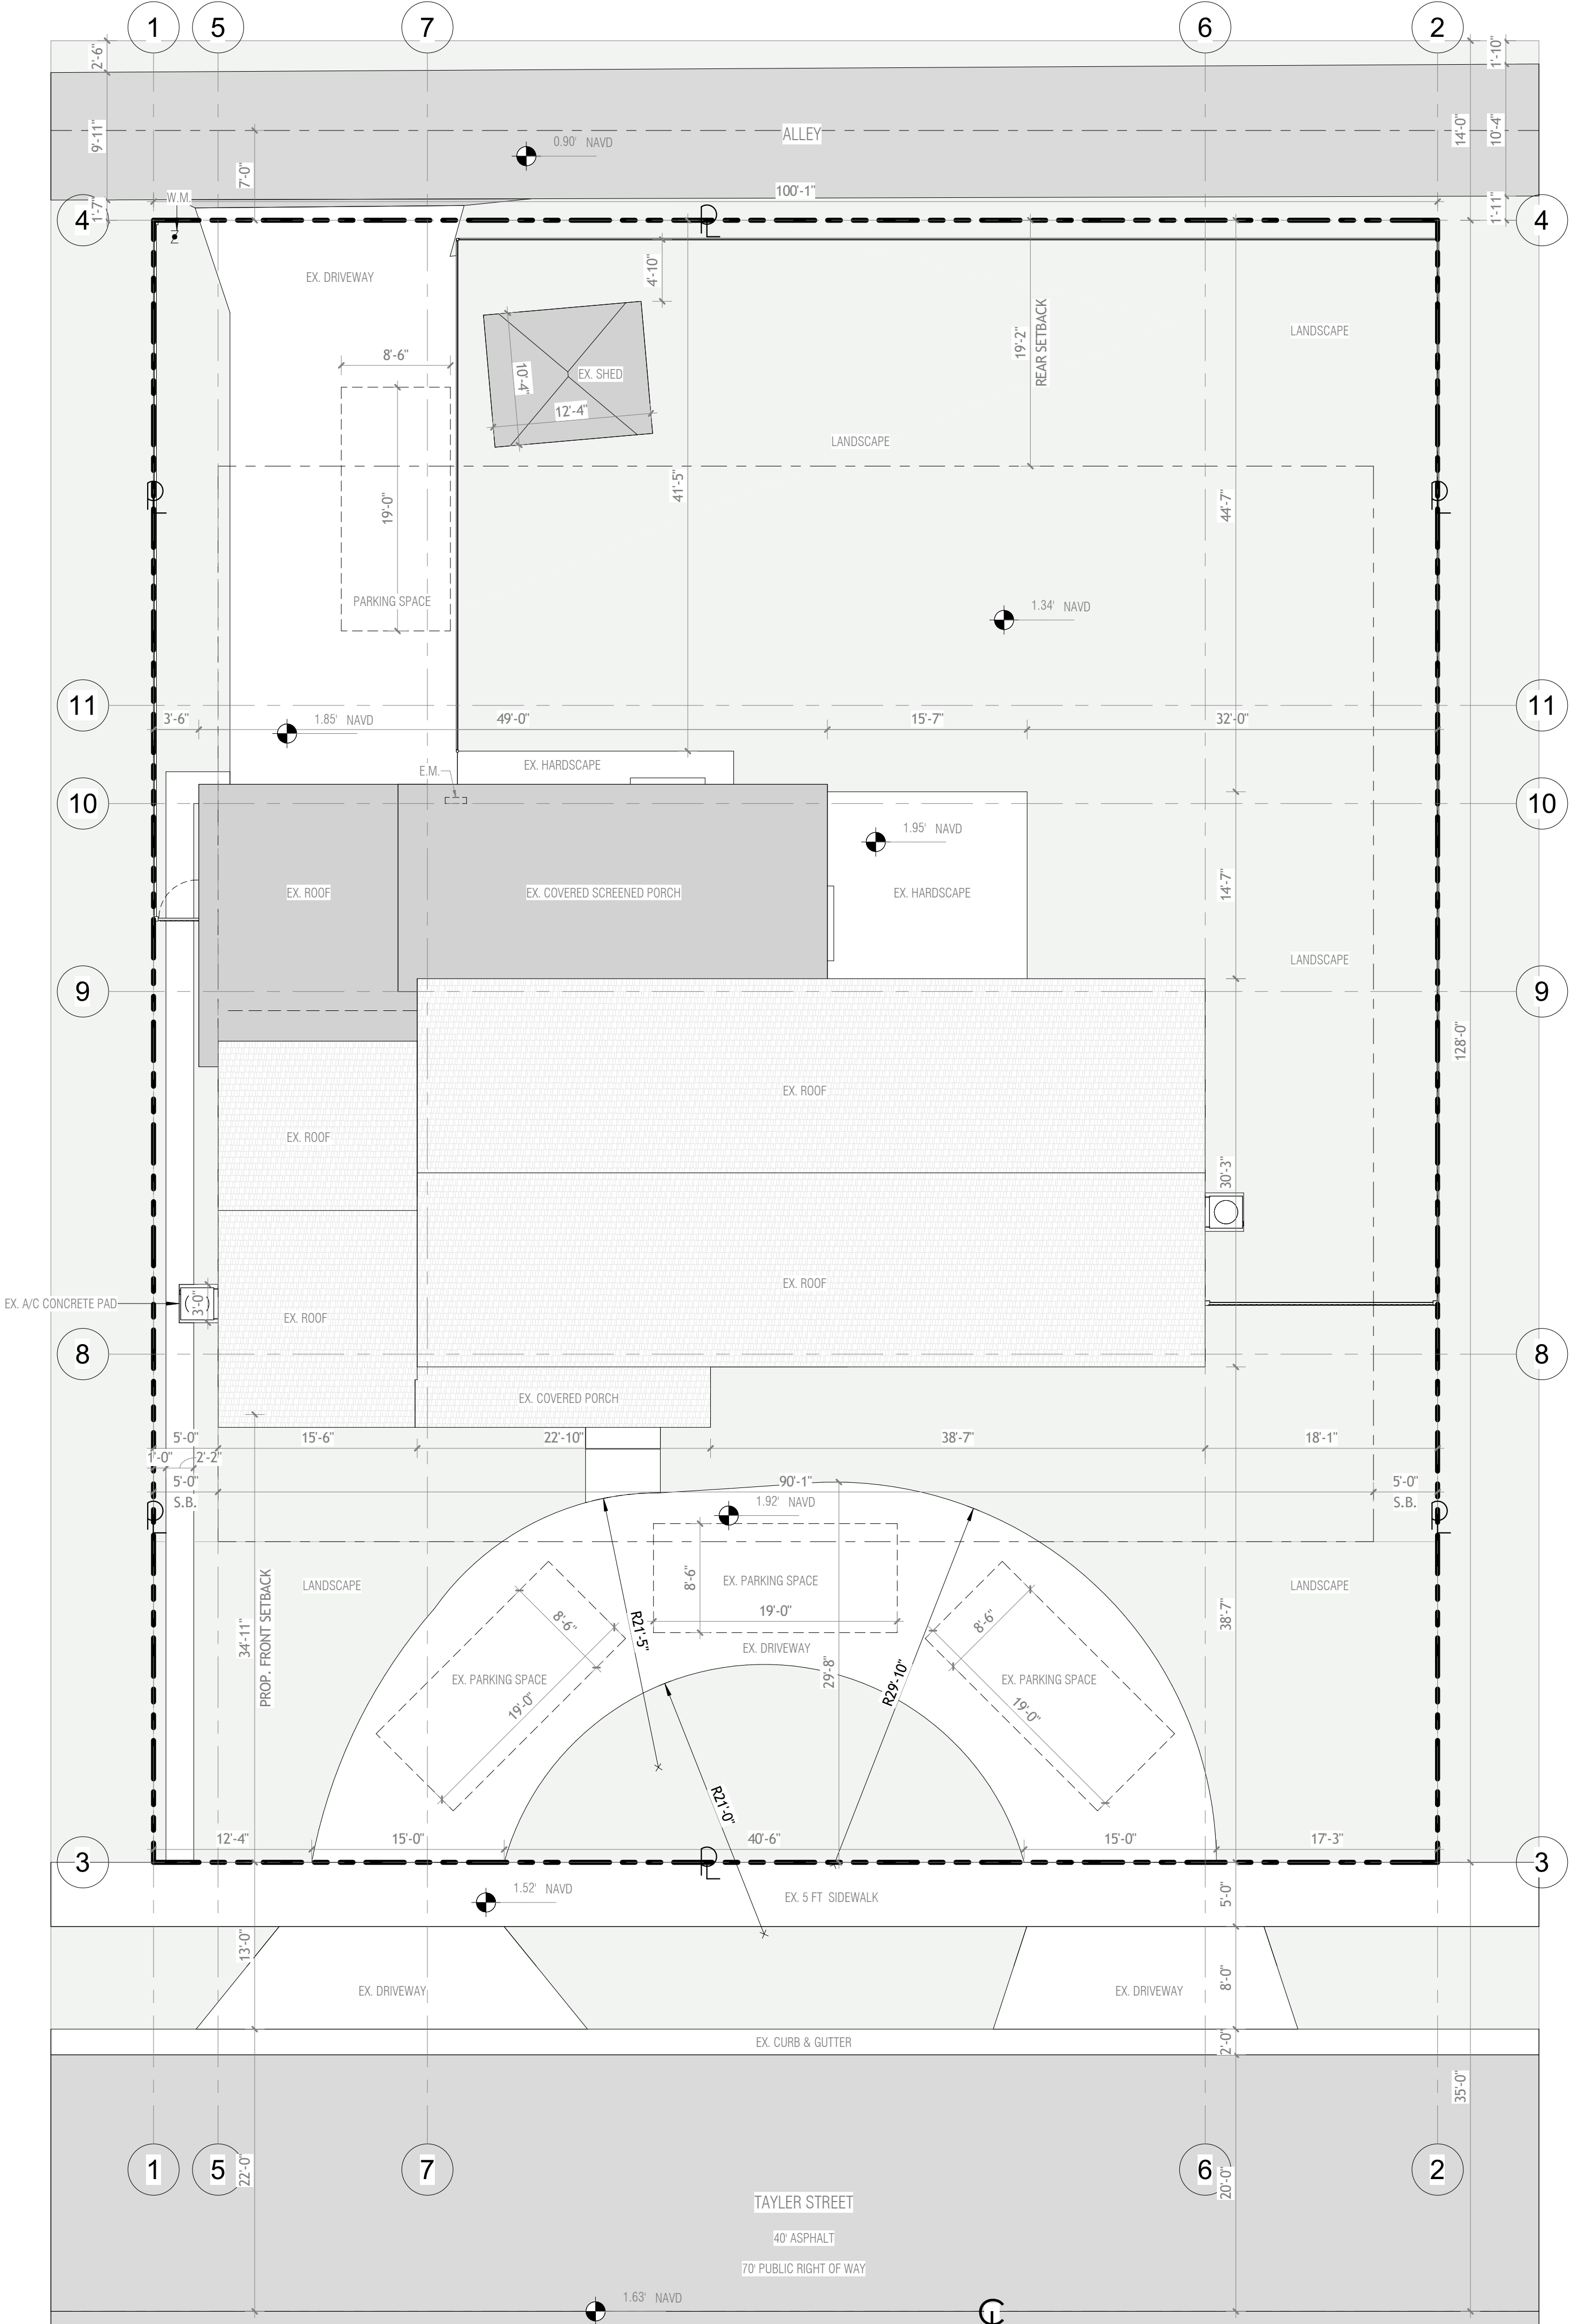 1 5 7 6 2
2'-6" 1'-10"
9'-11" ALLEY 14'-0" 10'-4"
0.90' NAVD
7'-0"
W.M. 100'-1"
4 1'-7" 1'-11" 4
P
L
EX. DRIVEWAY 4'-10"
LANDSCAPE
19'-2" REAR SETBACK
8'-6"
10'-4" EX. SHED
12'-4"
LANDSCAPE
41'-5" 44'-7"
19'-0"
PARKING SPACE 1.34' NAVD
11 11
3'-6" 1.85' NAVD 49'-0" 15'-7" 32'-0"
E.M. EX. HARDSCAPE
10 10
1.95' NAVD
EX. ROOF EX. COVERED SCREENED PORCH EX. HARDSCAPE 14'-7"
LANDSCAPE
9 9
128'-0"
EX. ROOF
EX. ROOF
30'-3"
EX. ROOF
EX. A/C CONCRETE PAD 3'-0"
EX. ROOF
8 8
EX. COVERED PORCH
5'-0" 15'-6" 22'-10" 38'-7" 18'-1"
1'-0" 2'-2"
5'-0" 90'-1" 5'-0"
S.B. S.B.
1.92' NAVD
LANDSCAPE EX. PARKING SPACE LANDSCAPE
8'-6"
19'-0"
PROP. FRONT SETBACK
34'-11" 8'-6" R21'-5" 8'-6" 38'-7"
EX. DRIVEWAY
EX. PARKING SPACE 29'-8" R29'-10" EX. PARKING SPACE
19'-0" 19'-0"
R21'-0"
12'-4" 15'-0" 40'-6" 15'-0" 17'-3"
3 3
1.52' NAVD
EX. 5 FT SIDEWALK 5'-0"
13'-0"
EX. DRIVEWAY EX. DRIVEWAY 8'-0"
EX. CURB & GUTTER 2'-0"
35'-0"
1 5 7 6 2
22'-0" 20'-0"
TAYLER STREET
40' ASPHALT
70' PUBLIC RIGHT OF WAY
1.63' NAVD